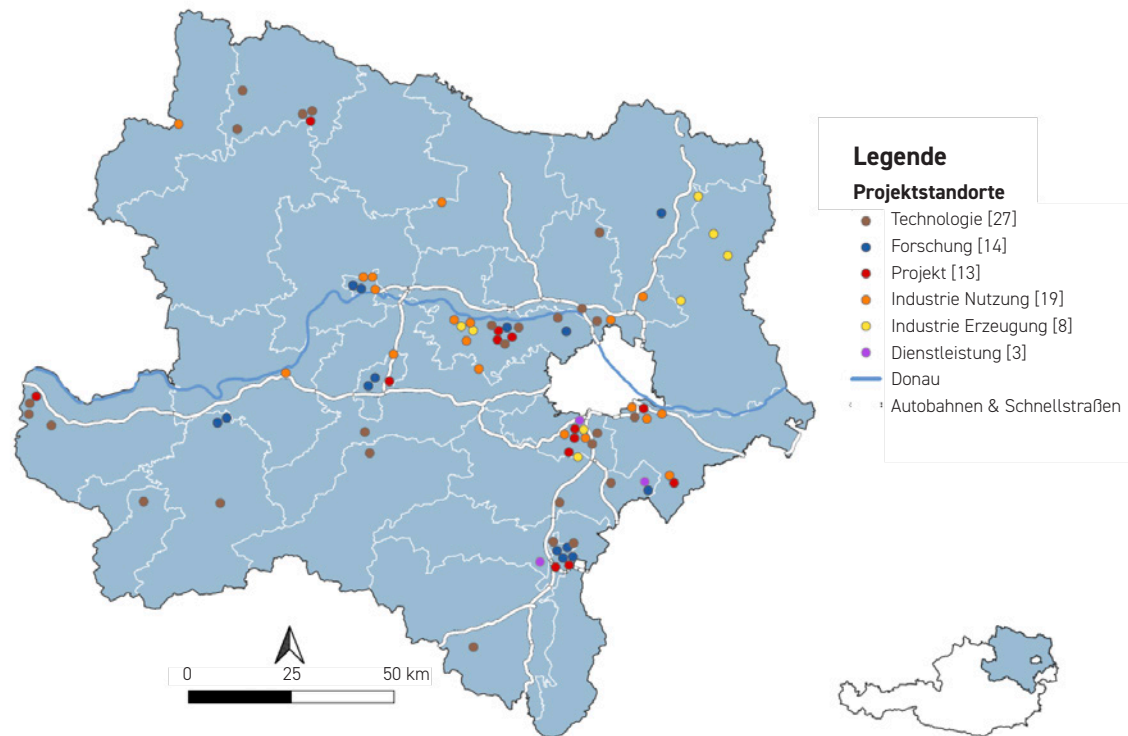 Legende
Projektstandorte
Technologie [27]
Forschung [14]
Projekt [13]
Industrie Nutzung [19]
Industrie Erzeugung [8]
Dienstleistung [3]
Donau
Autobahnen & Schnellstraßen
0 25 50 km